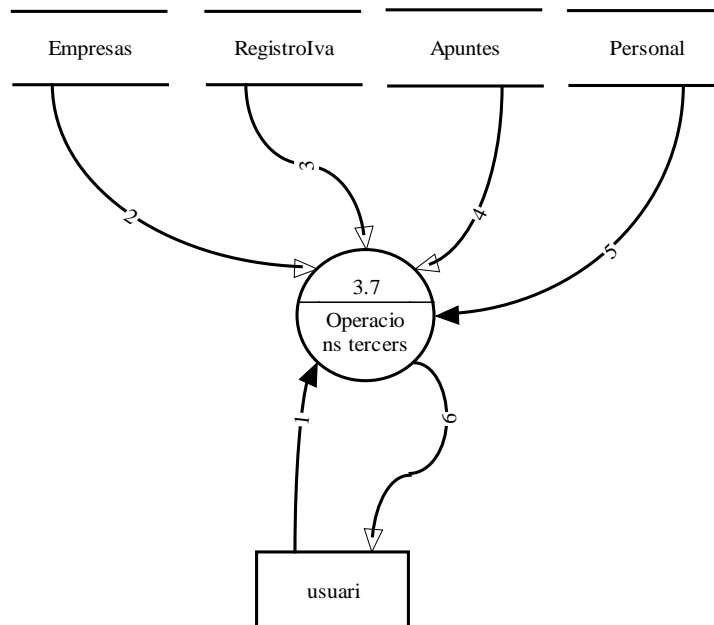 Empresas
RegistroIva
Apuntes
Personal
2
3
4
5
3.7
Operacio
ns tercers
1
6
usuari